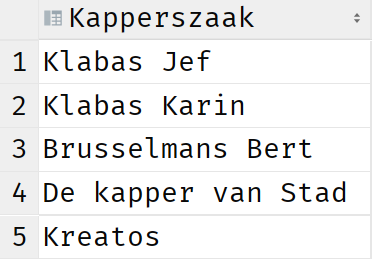 Kapperszaak
1 Klabas Jef
2 Klabas Karin
3 Brusselmans Bert
4 De kapper van Stad
5 Kreatos